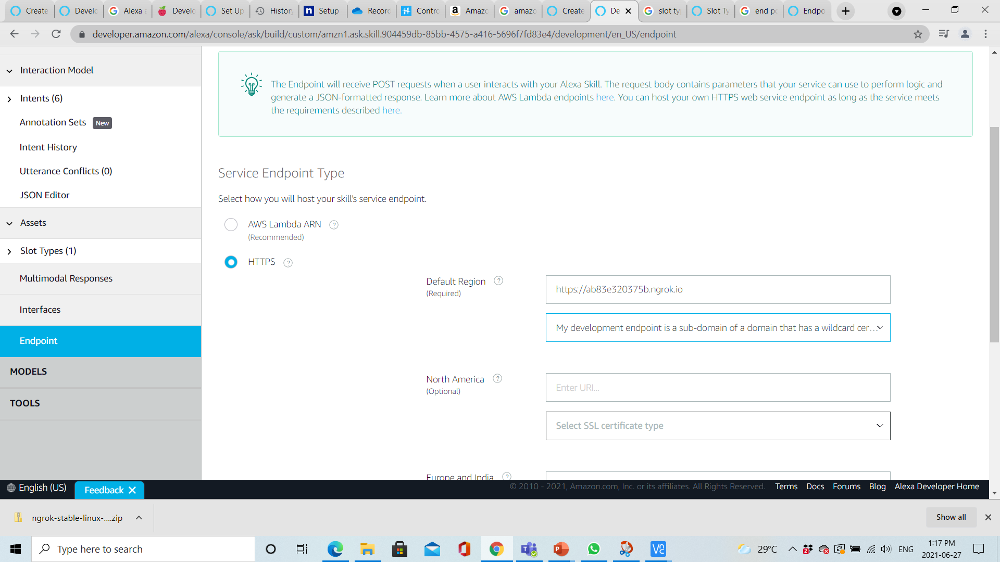 Create
Develo
Alexa a
Develo
Set Up
History
Setup
Record
Contro
Amazo
amazo
Create
De
slot ty
Slot Ty
end po
Endpo
developer.amazon.com/alexa/console/ask/build/custom/amzn1.ask.skill.904459db-85bb-4575-a416-5696f7fd83e4/development/en_US/endpoint
Interaction Model
Intents (6)
Annotation Sets New
Intent History
Utterance Conflicts (0)
JSON Editor
Assets
Slot Types (1)
Multimodal Responses
Interfaces
Endpoint
MODELS
TOOLS
The Endpoint will receive POST requests when a user interacts with your Alexa Skill. The request body contains parameters that your service can use to perform logic and
generate a JSON-formatted response. Learn more about AWS Lambda endpoints here. You can host your own HTTPS web service endpoint as long as the service meets
the requirements described here.
Service Endpoint Type
Select how you will host your skill's service endpoint.
AWS Lambda ARN ?
(Recommended)
HTTPS ?
Default Region ?
(Required)
https://ab83e320375b.ngrok.io
My development endpoint is a sub-domain of a domain that has a wildcard cer...
North America ?
(Optional)
Enter URI...
Select SSL certificate type
Europe and India ?
English (US)
Feedback
© 2010 - 2021, Amazon.com, Inc. or its affiliates. All Rights Reserved.
Terms Docs Forums Blog Alexa Developer Home
ngrok-stable-linux-....zip
Show all
Type here to search
29°C
ENG
1:17 PM
2021-06-27